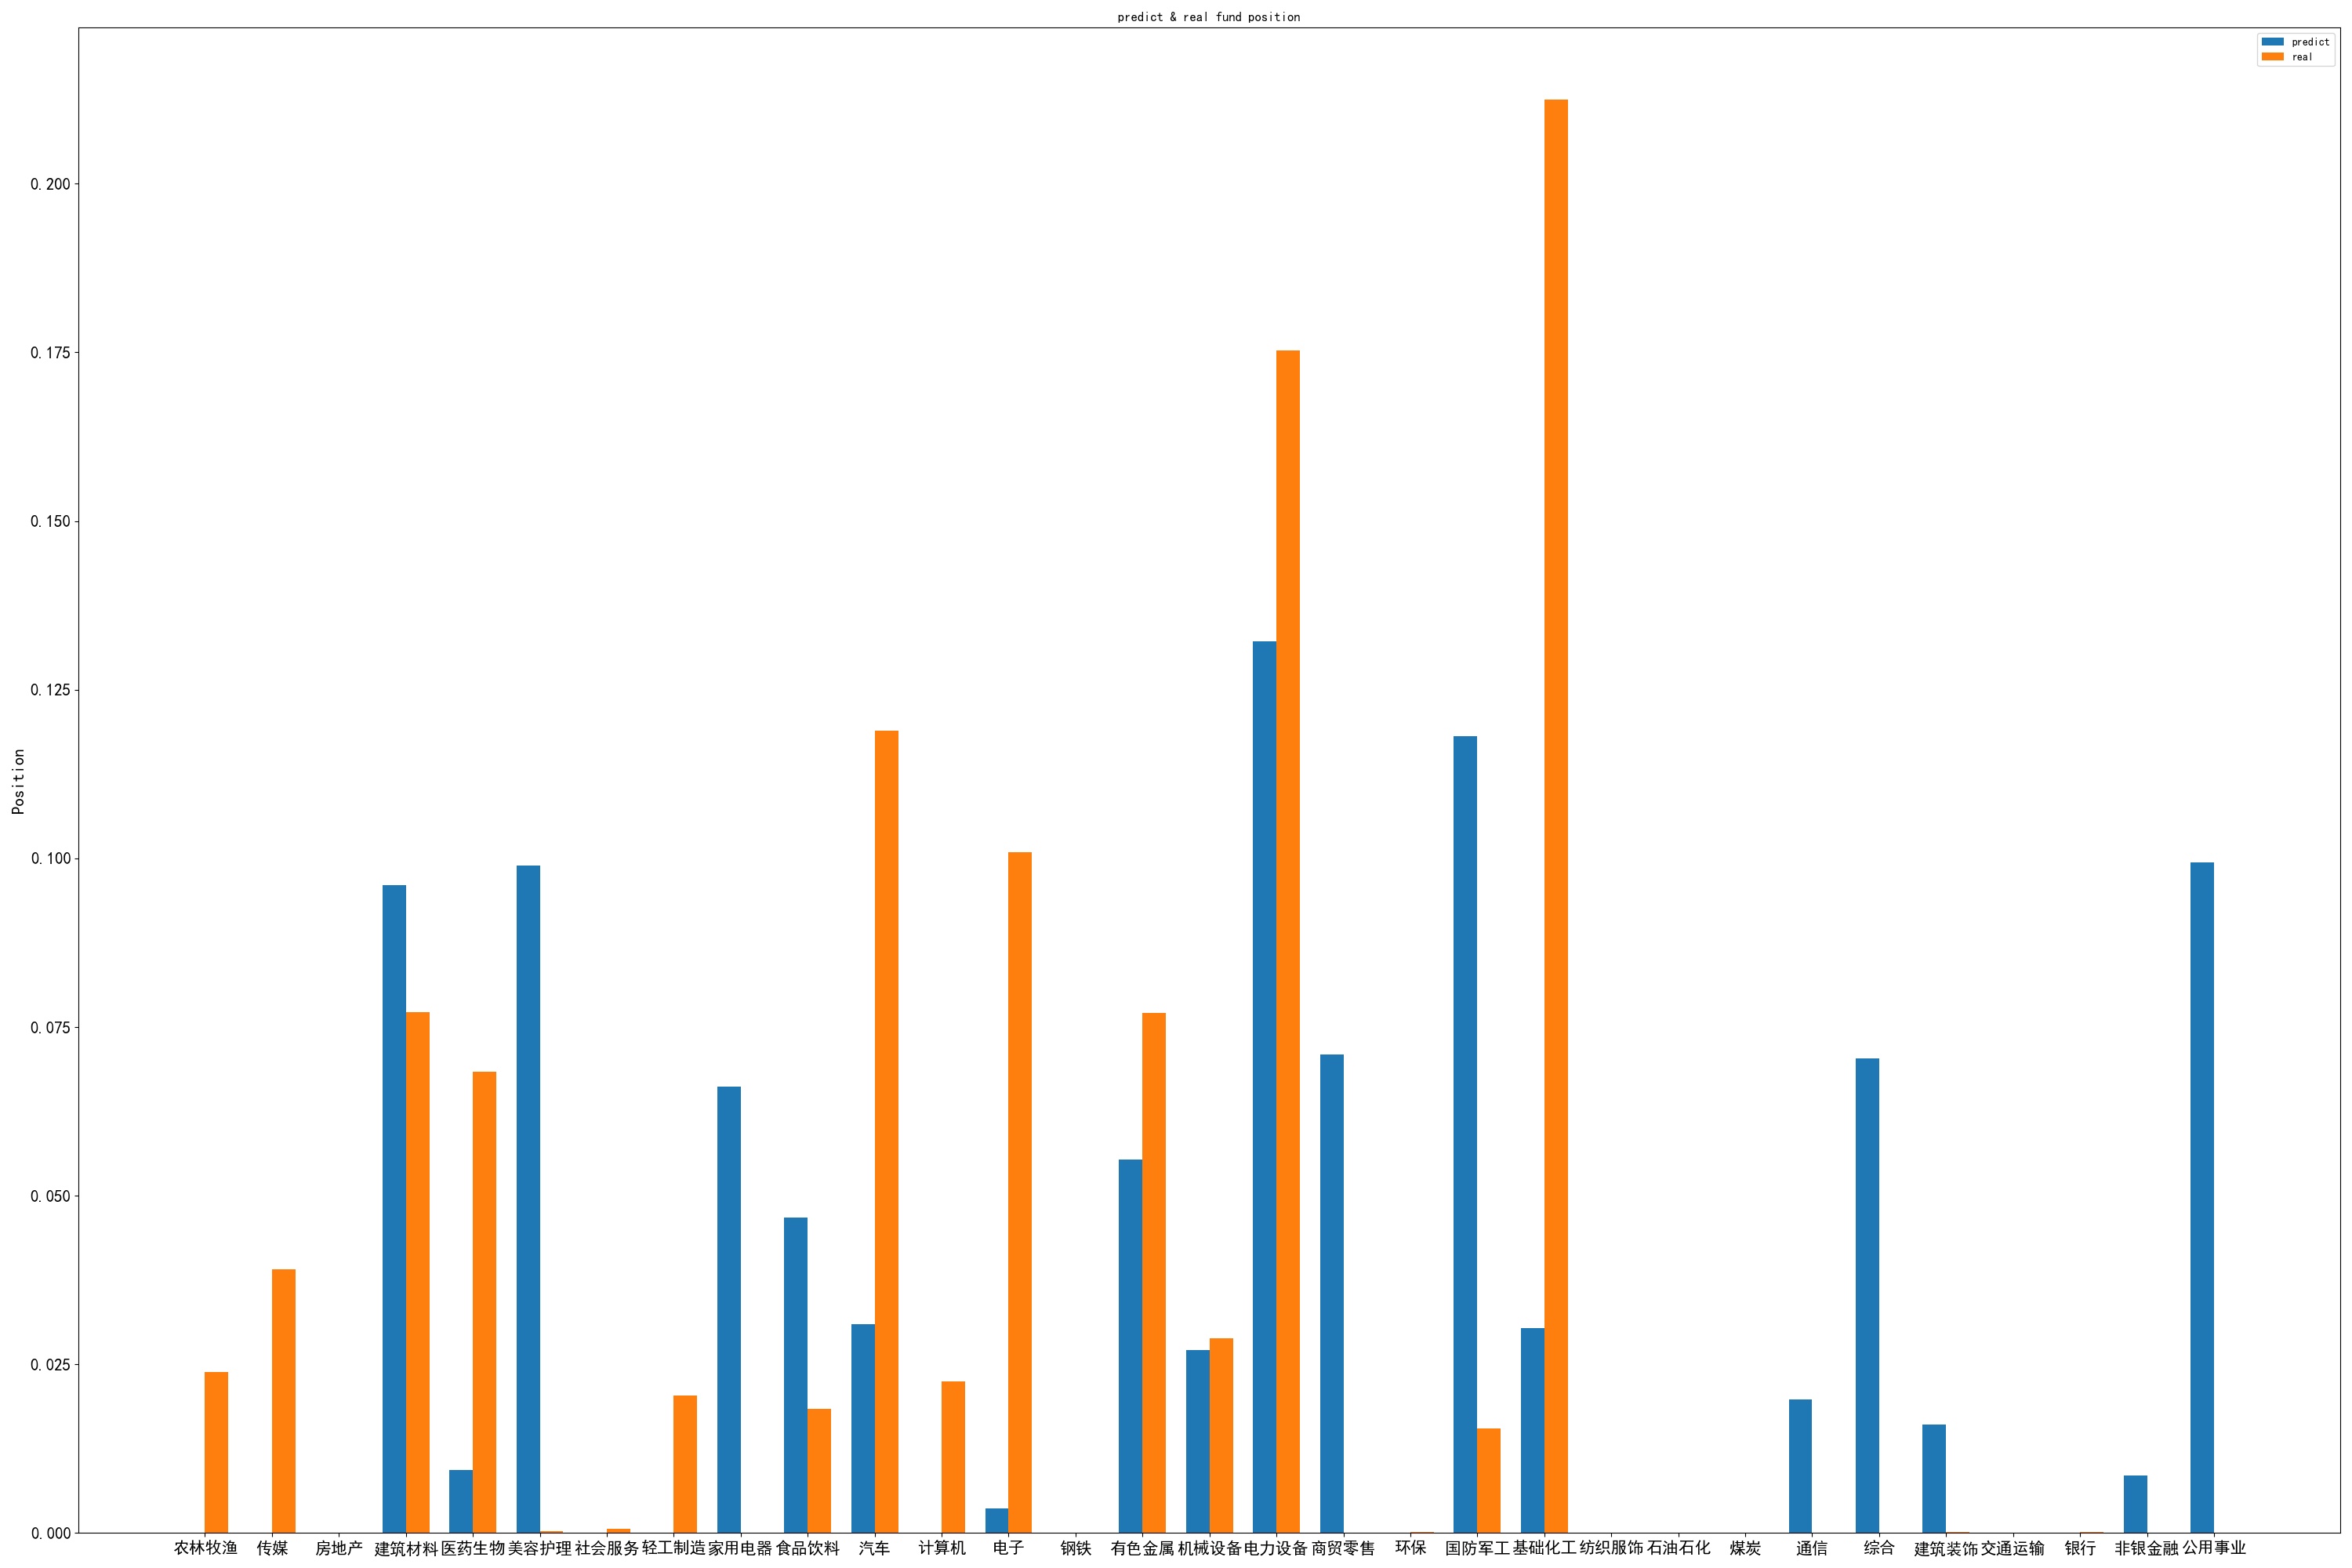 predict & real fund position
predict
real
0.200
0.175
0.150
0.125
0.100
0.075
0.050
0.025
0.000
Position
农林牧渔 传媒 房地产 建筑材料 医药生物 美容护理 社会服务 轻工制造 家用电器 食品饮料 汽车 计算机 电子 钢铁 有色金属 机械设备 电力设备 商贸零售 环保 国防军工 基础化工 纺织服饰 石油石化 煤炭 通信 综合 建筑装饰 交通运输 银行 非银金融 公用事业